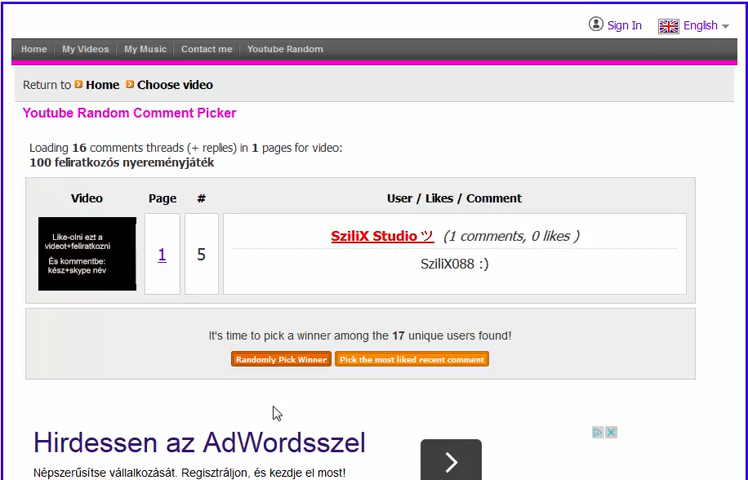 Sign In English
Home My Videos My Music Contact me Youtube Random
Return to Home Choose video
Youtube Random Comment Picker
Loading 16 comments threads (+ replies) in 1 pages for video:
100 feliratkozós nyereményjáték
Video Page # User / Likes / Comment
Like-olni ezt a
videót+feliratkozni
És kommentbe:
kész+skype név
1 5
SziliX Studio ツ (1 comments, 0 likes )
SziliX088 :)
It's time to pick a winner among the 17 unique users found!
Randomly Pick Winner Pick the most liked recent comment
Hirdessen az AdWordsszel
Népszerűsítse vállalkozását. Regisztráljon, és kezdje el most!